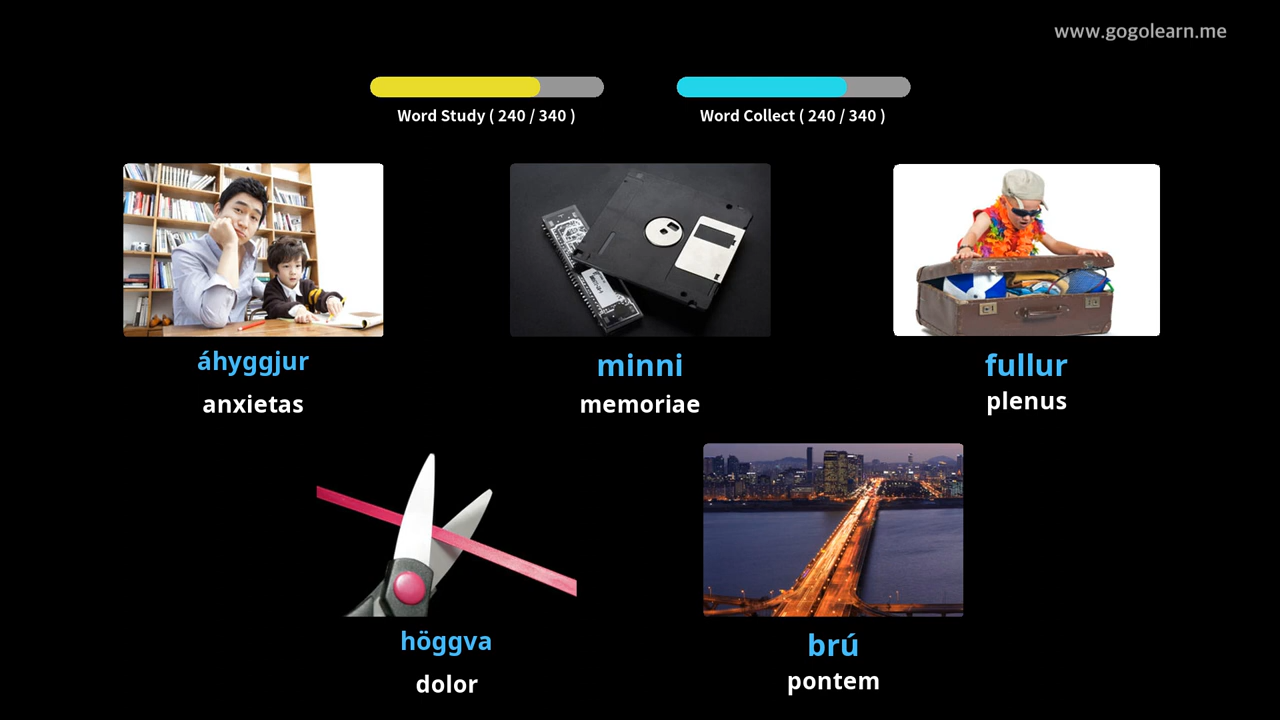 www.gogolearn.me
Word Study ( 240 / 340 )
Word Collect ( 240 / 340 )
áhyggjur
anxietas
minni
memoriae
fullur
plenus
höggva
dolor
brú
pontem